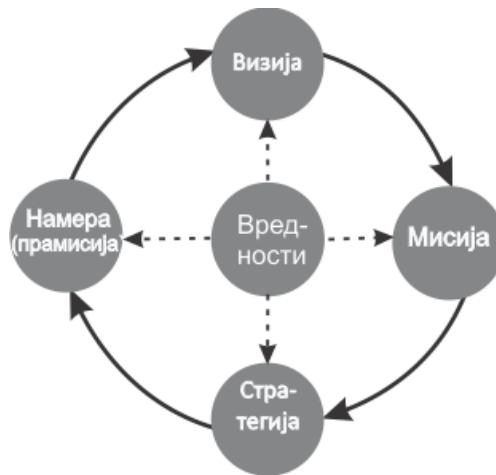 Визија
Намера
(прамисија)
Вред-
ности
Мисија
Стра-
тегија